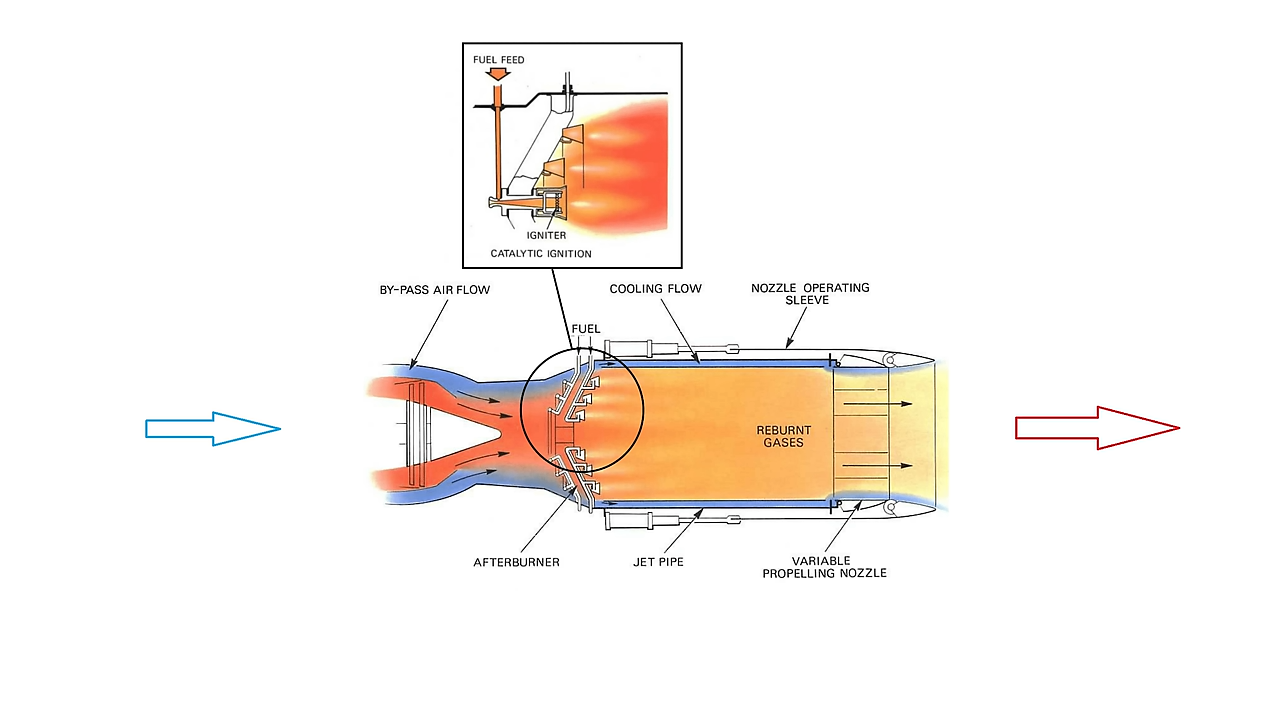 FUEL FEED
IGNITER
CATALYTIC IGNITION
BY-PASS AIR FLOW
COOLING FLOW
NOZZLE OPERATING
SLEEVE
FUEL
REBURNT
GASES
AFTERBURNER
JET PIPE
VARIABLE
PROPELLING NOZZLE